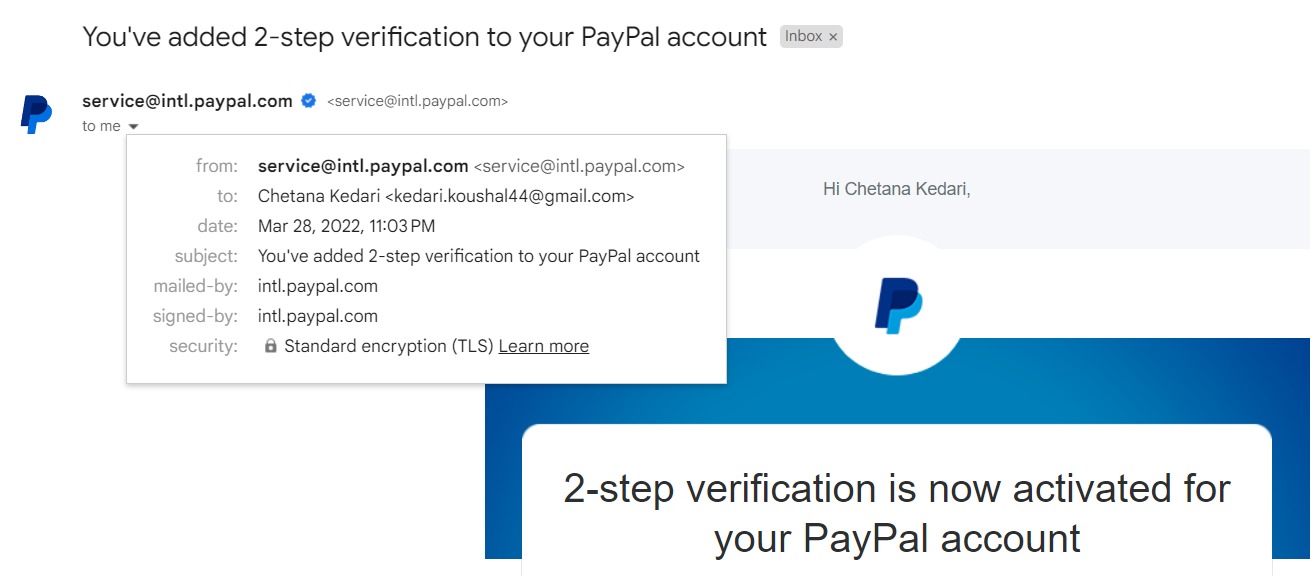 You've added 2-step verification to your PayPal account Inbox ×
service@intl.paypal.com <service@intl.paypal.com>
to me
from: service@intl.paypal.com <service@intl.paypal.com>
to: Chetana Kedari <kedari.koushal44@gmail.com>
date: Mar 28, 2022, 11:03 PM
subject: You've added 2-step verification to your PayPal account
mailed-by: intl.paypal.com
signed-by: intl.paypal.com
security: Standard encryption (TLS) Learn more
Hi Chetana Kedari,
2-step verification is now activated for
your PayPal account